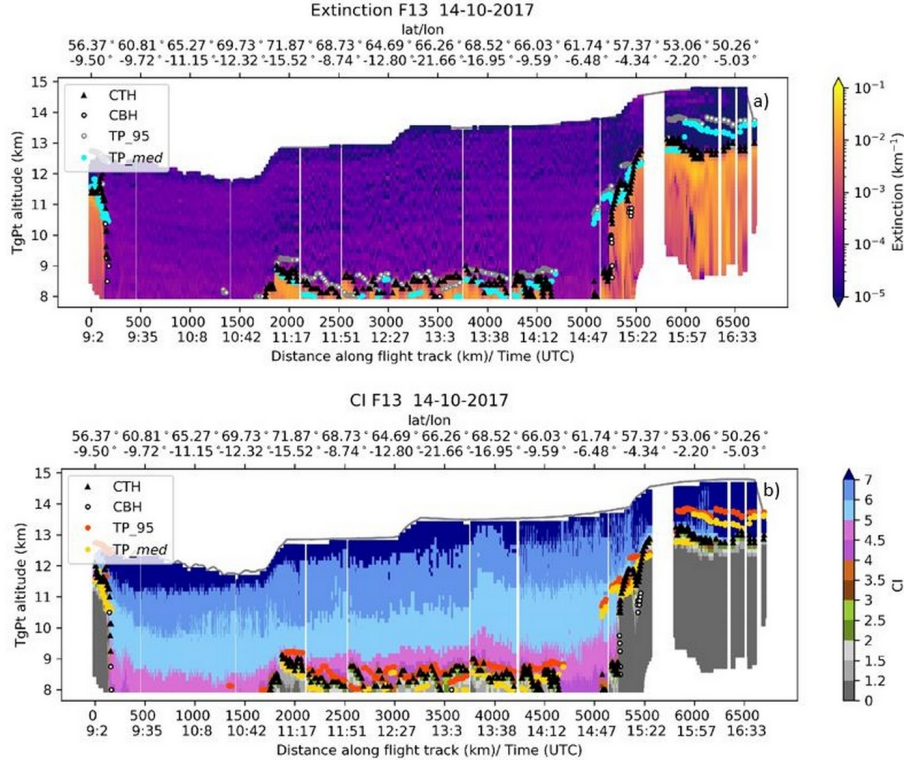 Extinction F13 14-10-2017
lat/lon
56.37° 60.81° 65.27° 69.73° 71.87° 68.73° 64.69° 66.26° 68.52° 66.03° 61.74° 57.37° 53.06° 50.26°
-9.50° -9.72° -11.15° -12.32° -15.52° -8.74° -12.80° -21.66° -16.95° -9.59° -6.48° -4.34° -2.20° -5.03°
15
14
13
12
11
10
9
8
TgPt altitude (km)
CTH
CBH
TP_95
TP_med
a)
10⁻¹
10⁻²
10⁻³
10⁻⁴
10⁻⁵
Extinction (km⁻¹)
0 500 1000 1500 2000 2500 3000 3500 4000 4500 5000 5500 6000 6500
9:2 9:35 10:8 10:42 11:17 11:51 12:27 13:3 13:38 14:12 14:47 15:22 15:57 16:33
Distance along flight track (km)/ Time (UTC)
CI F13 14-10-2017
lat/lon
56.37° 60.81° 65.27° 69.73° 71.87° 68.73° 64.69° 66.26° 68.52° 66.03° 61.74° 57.37° 53.06° 50.26°
-9.50° -9.72° -11.15° -12.32° -15.52° -8.74° -12.80° -21.66° -16.95° -9.59° -6.48° -4.34° -2.20° -5.03°
15
14
13
12
11
10
9
8
TgPt altitude (km)
CTH
CBH
TP_95
TP_med
b)
7
6
5
4.5
4
3.5
3
2.5
2
1.5
1.2
0
CI
0 500 1000 1500 2000 2500 3000 3500 4000 4500 5000 5500 6000 6500
9:2 9:35 10:8 10:42 11:17 11:51 12:27 13:3 13:38 14:12 14:47 15:22 15:57 16:33
Distance along flight track (km)/ Time (UTC)